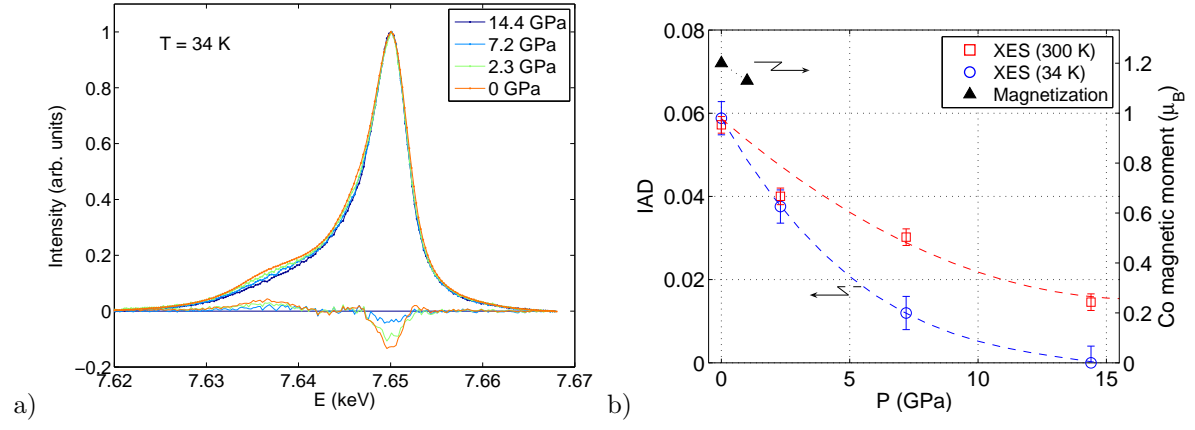 T = 34 K
14.4 GPa
7.2 GPa
2.3 GPa
0 GPa
Intensity (arb. units)
1
0.8
0.6
0.4
0.2
0
−0.2
7.62
7.63
7.64
7.65
7.66
7.67
E (keV)
a)
XES (300 K)
XES (34 K)
Magnetization
IAD
0.08
0.06
0.04
0.02
0
0
5
10
15
P (GPa)
1.2
1
0.8
0.6
0.4
0.2
0
Co magnetic moment (μB)
b)